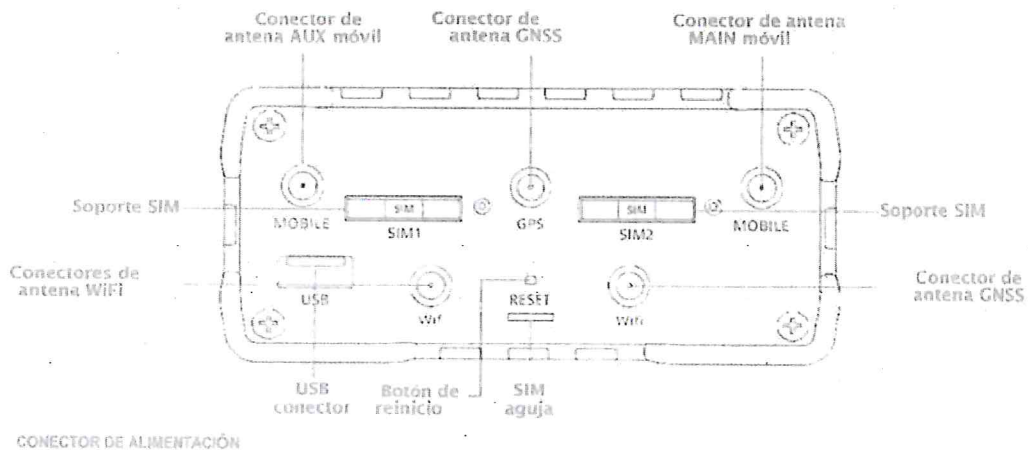 Conector de
antena AUX móvil
Conector de
antena GNSS
Conector de antena
MAIN móvil
Soporte SIM
MOBILE
SIM
SIM1
GPS
SIM
SIM2
MOBILE
Soporte SIM
Conectores de
antena WiFi
USB
Wif
RESET
Wifi
Conector de
antena GNSS
USB
conector
Botón de
reinicio
SIM
aguja
CONECTOR DE ALIMENTACIÓN